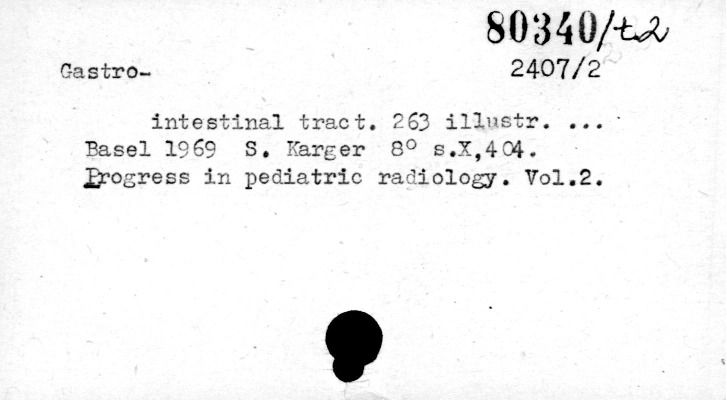 80340/t.2
Gastro-
2407/2
intestinal tract. 263 illustr. ...
Basel 1969 S. Karger 8° s.X,404.
Progress in pediatric radiology. Vol.2.